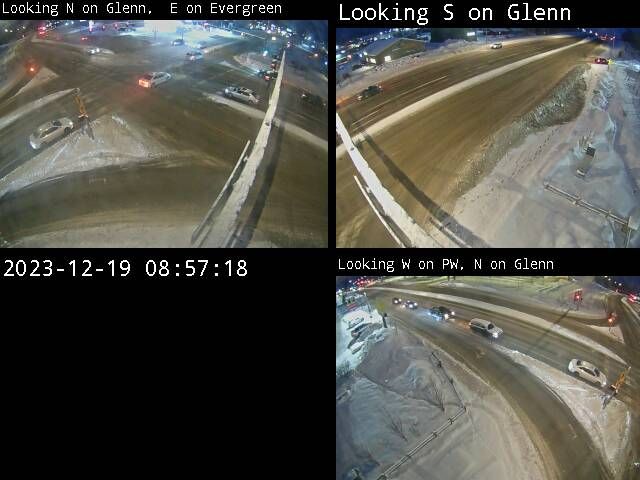 Looking N on Glenn,  E on Evergreen
Looking S on Glenn
2023-12-19 08:57:18
Looking W on PW, N on Glenn